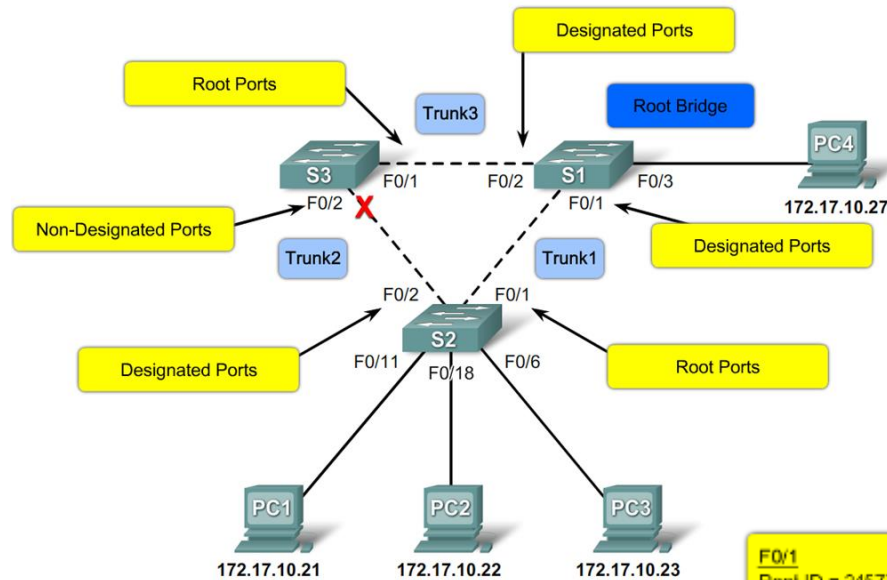 Designated Ports
Root Ports
Trunk3
Root Bridge
PC4
S3
F0/1
F0/2
S1
F0/3
F0/2
F0/1
172.17.10.27
Non-Designated Ports
Trunk2
Trunk1
Designated Ports
F0/2
F0/1
S2
Designated Ports
F0/11
F0/18
F0/6
Root Ports
PC1
PC2
PC3
172.17.10.21
172.17.10.22
172.17.10.23
F0/1